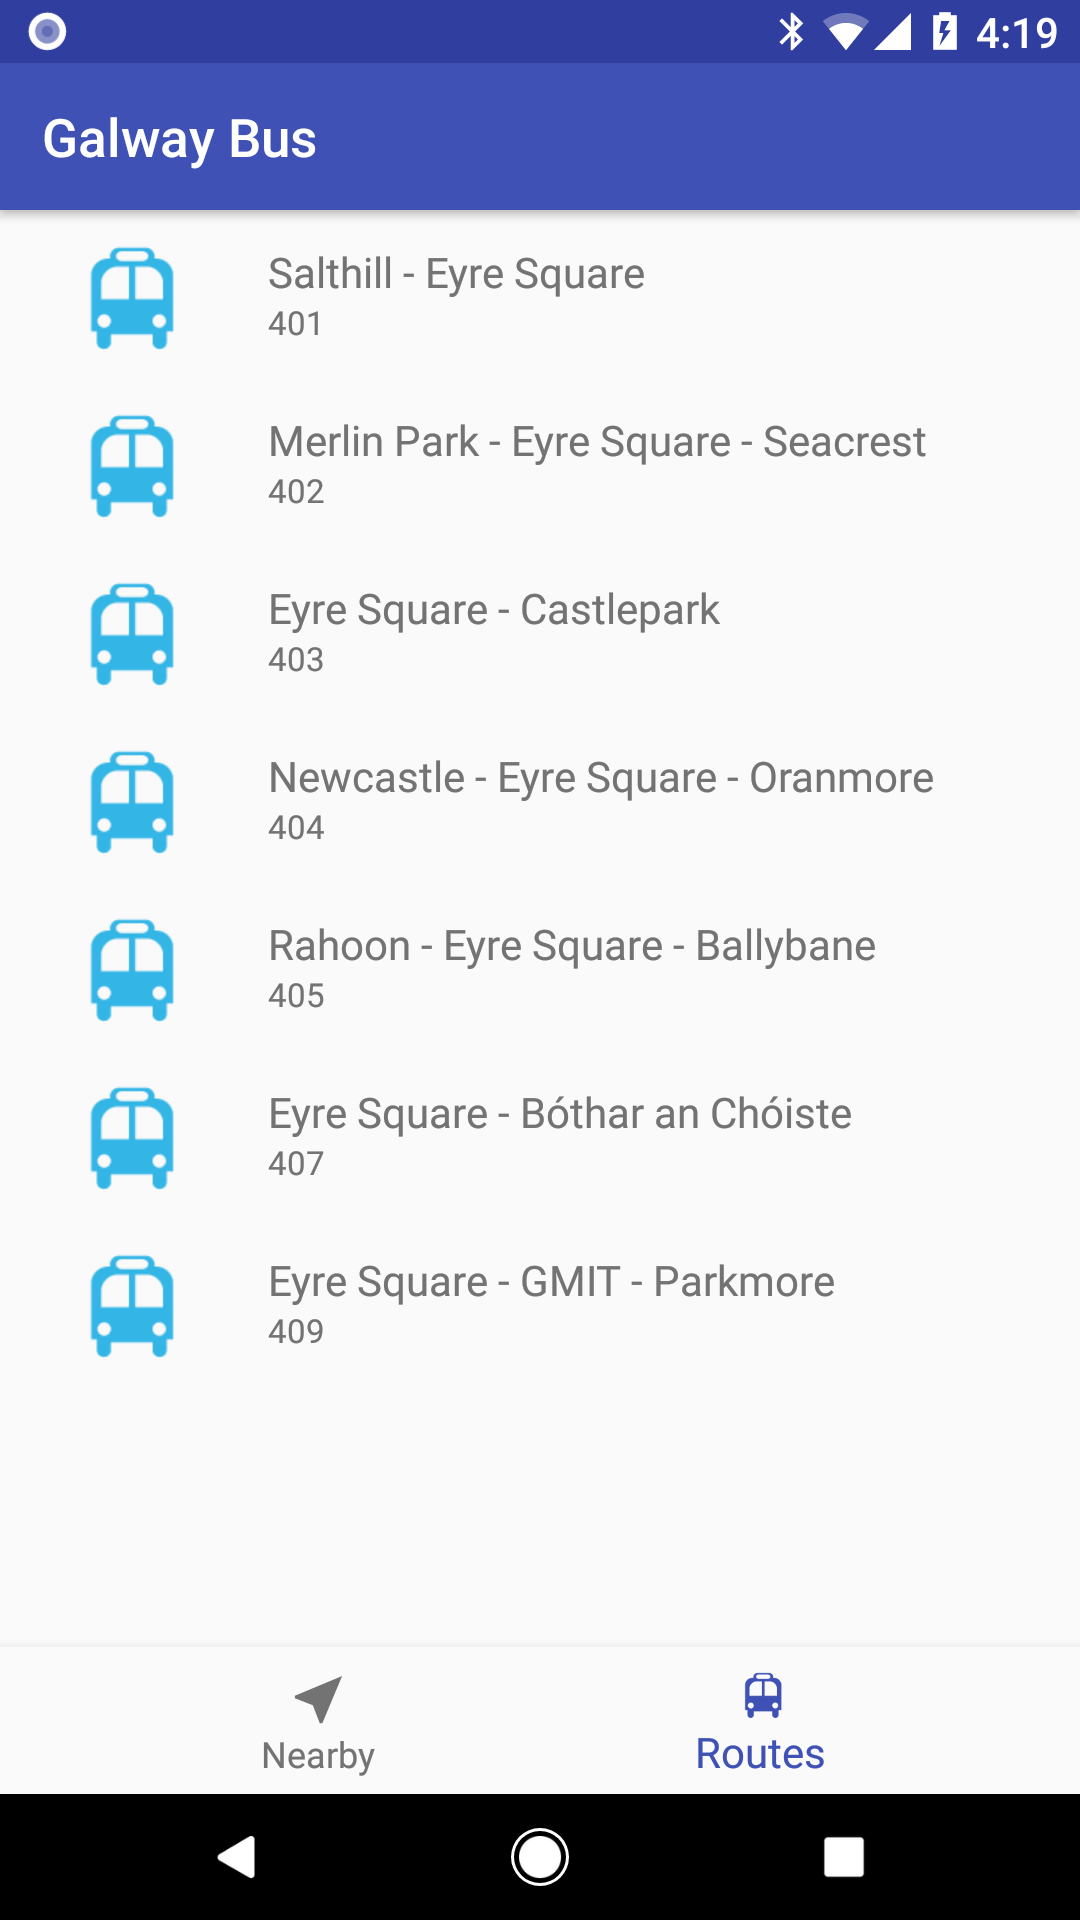 4:19
Galway Bus
Salthill - Eyre Square
401
Merlin Park - Eyre Square - Seacrest
402
Eyre Square - Castlepark
403
Newcastle - Eyre Square - Oranmore
404
Rahoon - Eyre Square - Ballybane
405
Eyre Square - Bóthar an Chóiste
407
Eyre Square - GMIT - Parkmore
409
Nearby
Routes